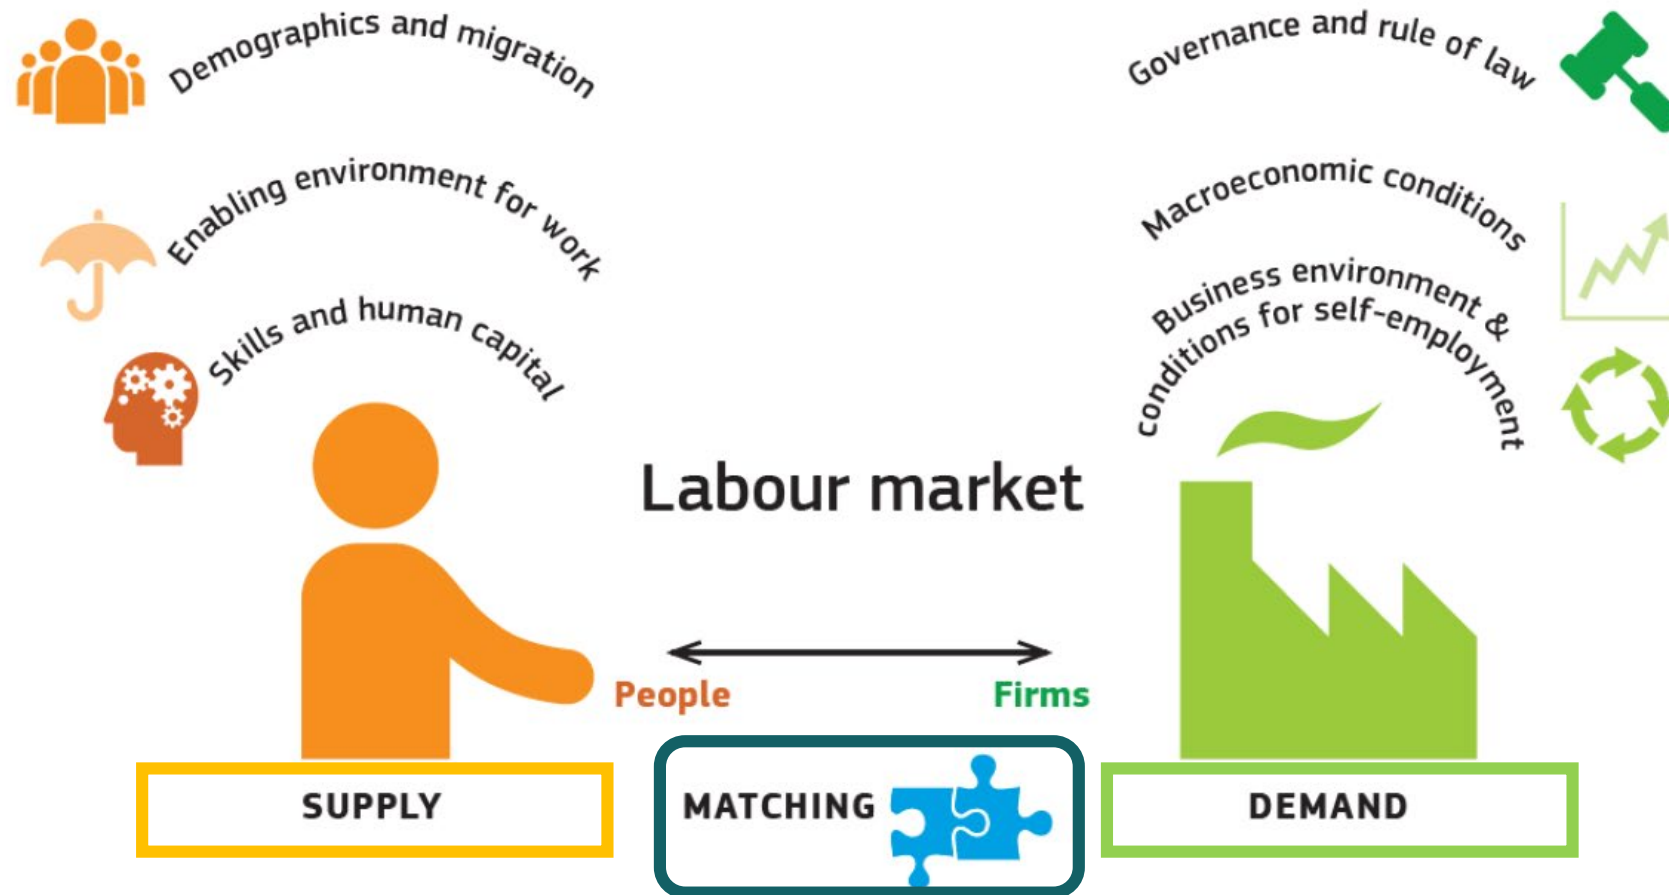 Demographics and migration
Enabling environment for work
Skills and human capital
Governance and rule of law
Macroeconomic conditions
Business environment &
conditions for self-employment
Labour market
People
Firms
SUPPLY
MATCHING
DEMAND